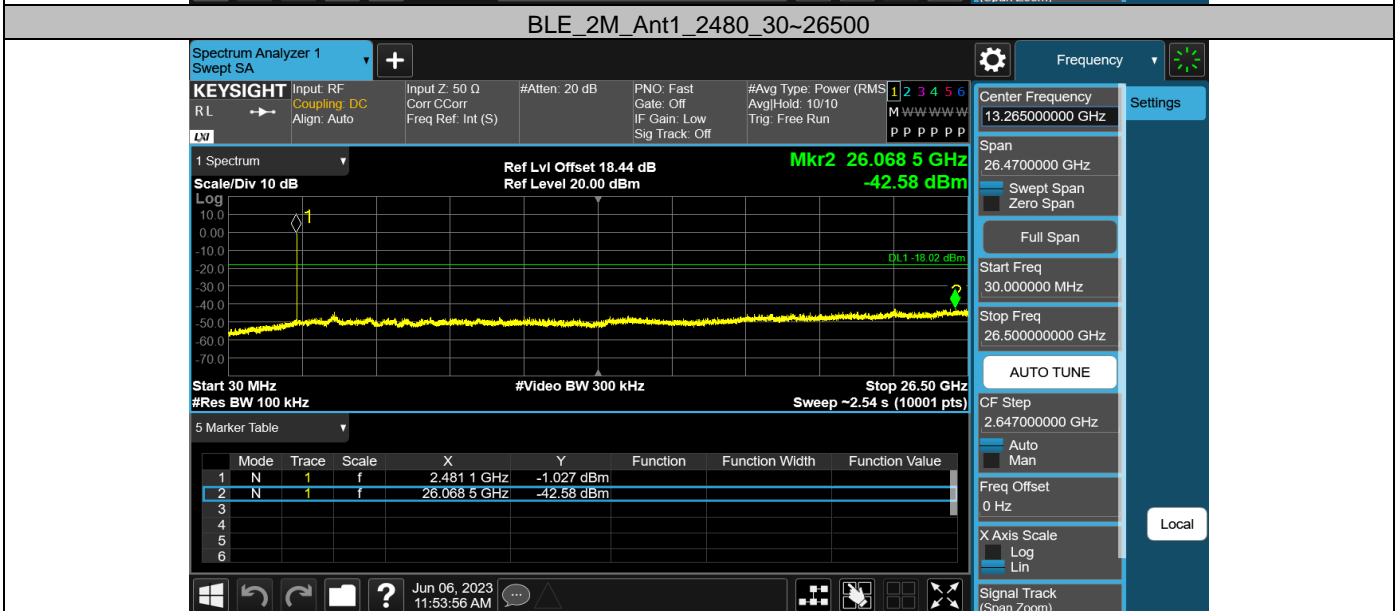 (Span Zoom)
BLE_2M_Ant1_2480_30~26500
Spectrum Analyzer 1
Swept SA
Frequency
KEYSIGHT
R L
LXI
Input: RF
Coupling: DC
Align: Auto
Input Z: 50 Ω
Corr CCorr
Freq Ref: Int (S)
#Atten: 20 dB
PNO: Fast
Gate: Off
IF Gain: Low
Sig Track: Off
#Avg Type: Power (RMS
Avg|Hold: 10/10
Trig: Free Run
1 2 3 4 5 6
M W W W W W
P P P P P P
1 Spectrum
Scale/Div 10 dB
Ref Lvl Offset 18.44 dB
Ref Level 20.00 dBm
Mkr2 26.068 5 GHz
-42.58 dBm
Log
10.0
0.00
-10.0
-20.0
-30.0
-40.0
-50.0
-60.0
-70.0
1
DL1 -18.02 dBm
2
Start 30 MHz
#Video BW 300 kHz
Stop 26.50 GHz
#Res BW 100 kHz
Sweep ~2.54 s (10001 pts)
5 Marker Table
Mode Trace Scale X Y Function Function Width Function Value
1 N 1 f 2.481 1 GHz -1.027 dBm
2 N 1 f 26.068 5 GHz -42.58 dBm
3
4
5
6
?
Jun 06, 2023
11:53:56 AM
Center Frequency
13.265000000 GHz
Settings
Span
26.4700000 GHz
Swept Span
Zero Span
Full Span
Start Freq
30.000000 MHz
Stop Freq
26.500000000 GHz
AUTO TUNE
CF Step
2.647000000 GHz
Auto
Man
Freq Offset
0 Hz
Local
X Axis Scale
Log
Lin
Signal Track
(Span Zoom)